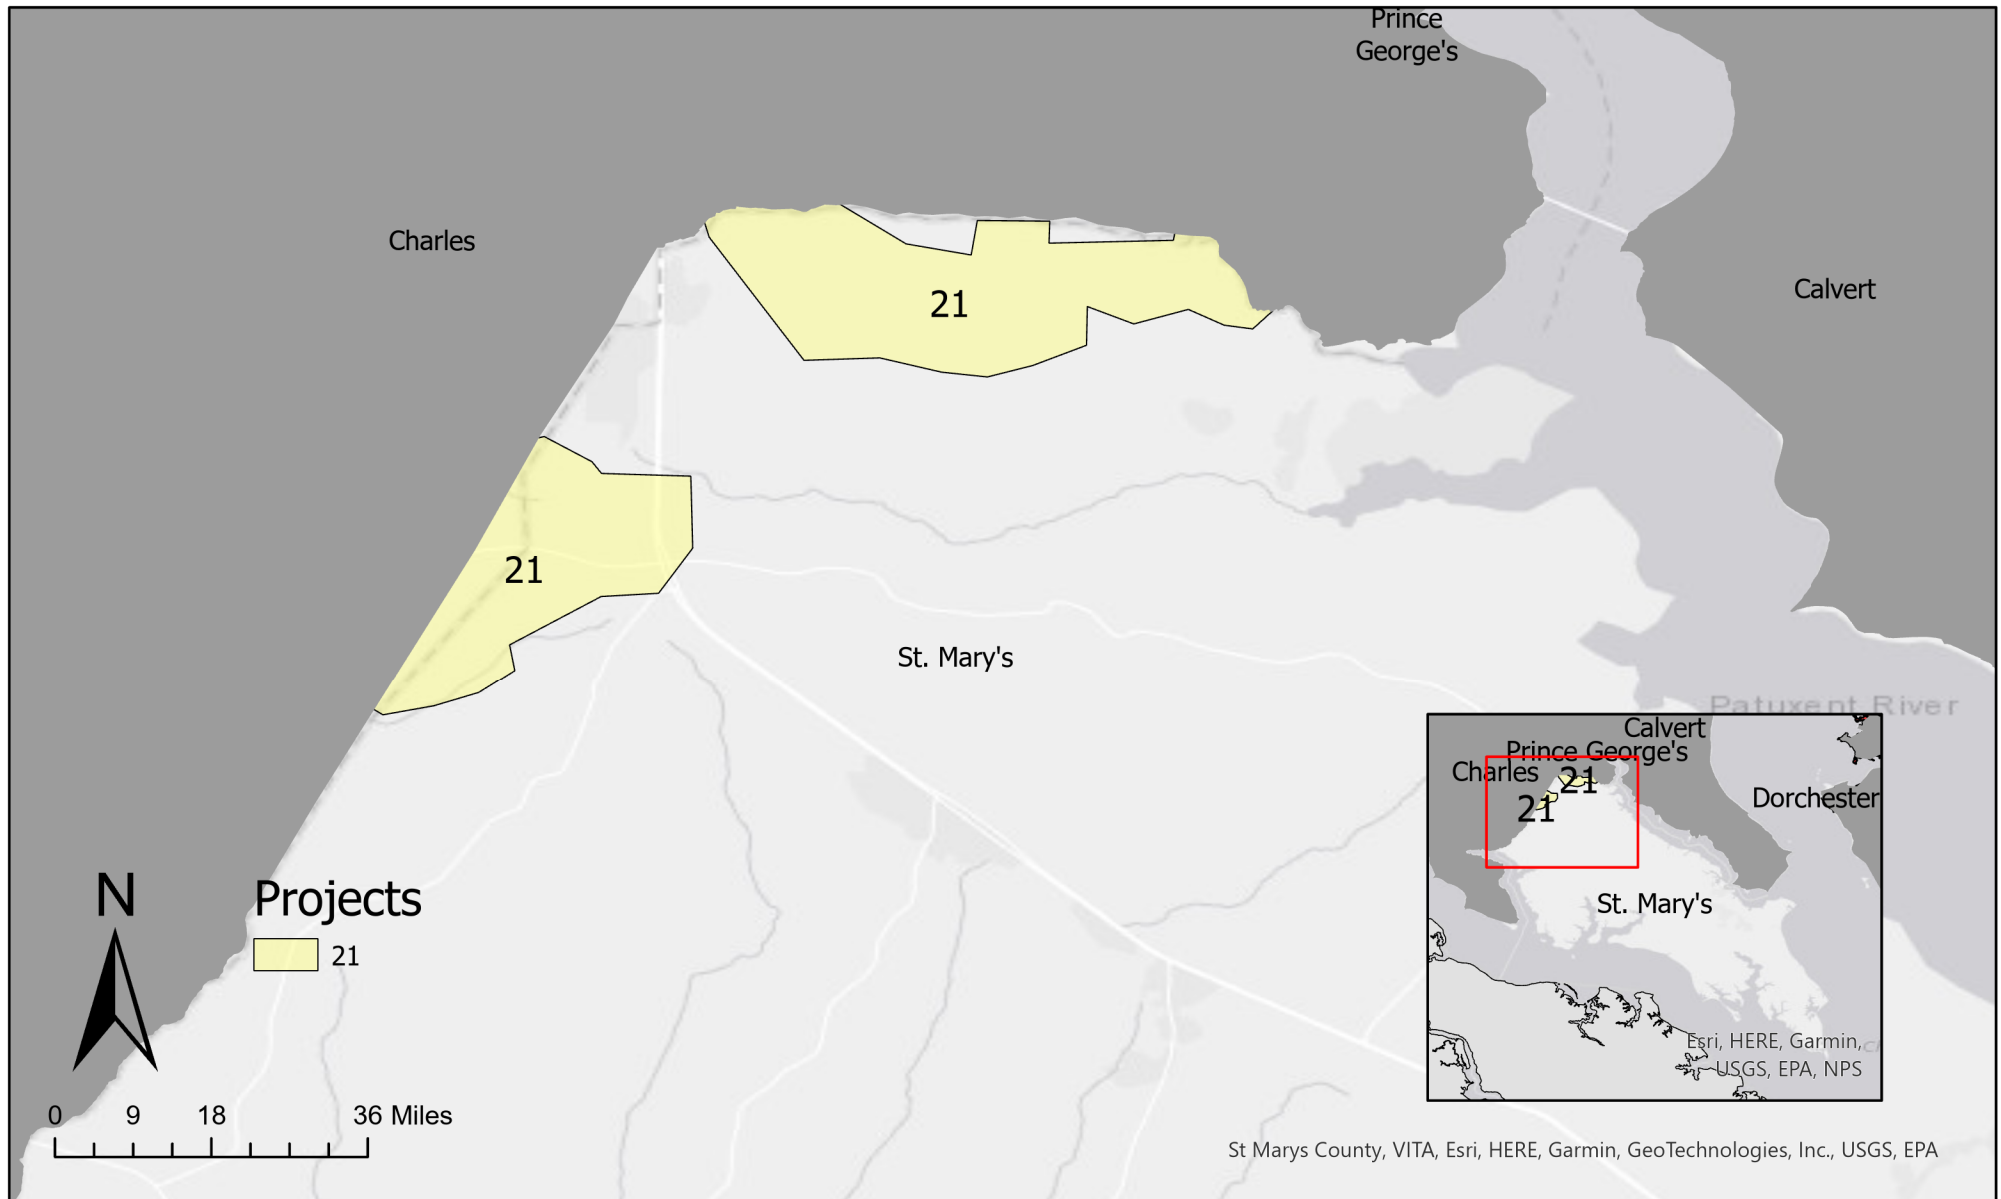 Prince
George's
Charles
Calvert
21
21
St. Mary's
Patuxent River
Calvert
Prince George's
Charles
21
21
Dorchester
St. Mary's
Esri, HERE, Garmin,
USGS, EPA, NPS
N
Projects
21
0 9 18 36 Miles
St Marys County, VITA, Esri, HERE, Garmin, GeoTechnologies, Inc., USGS, EPA